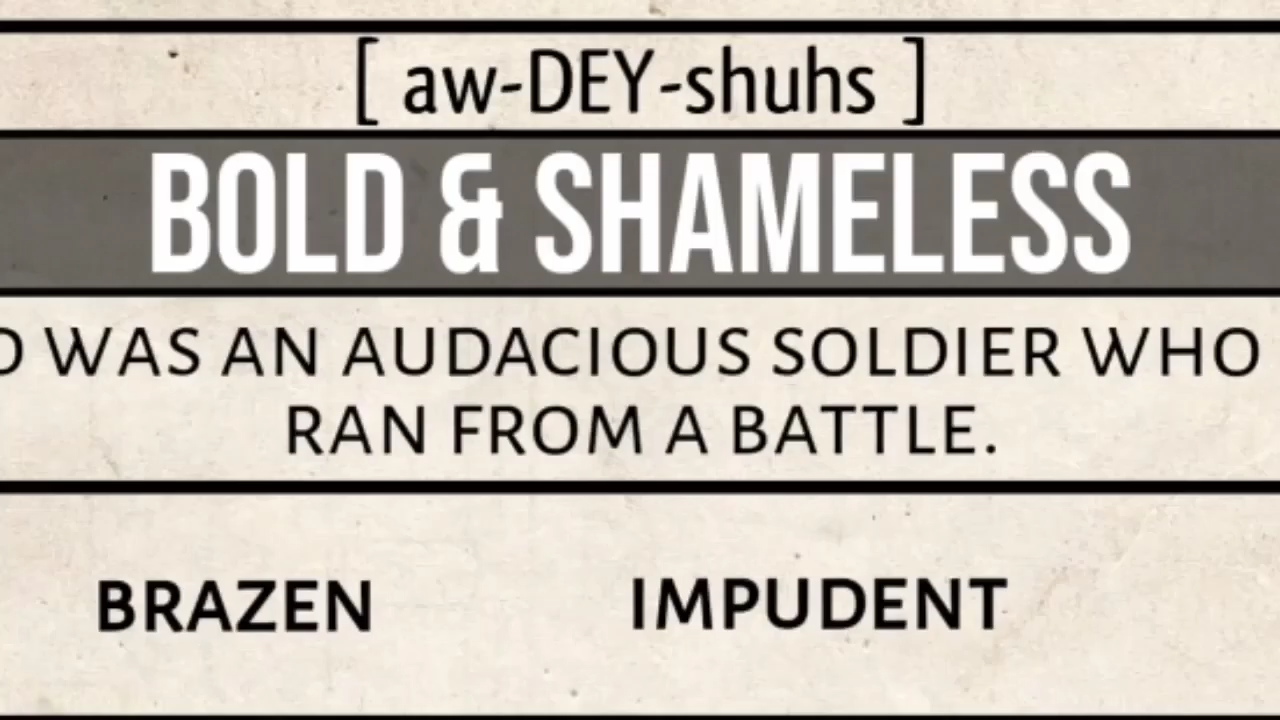 [ aw-DEY-shuhs ]
BOLD & SHAMELESS
WAS AN AUDACIOUS SOLDIER WHO
RAN FROM A BATTLE.
BRAZEN IMPUDENT